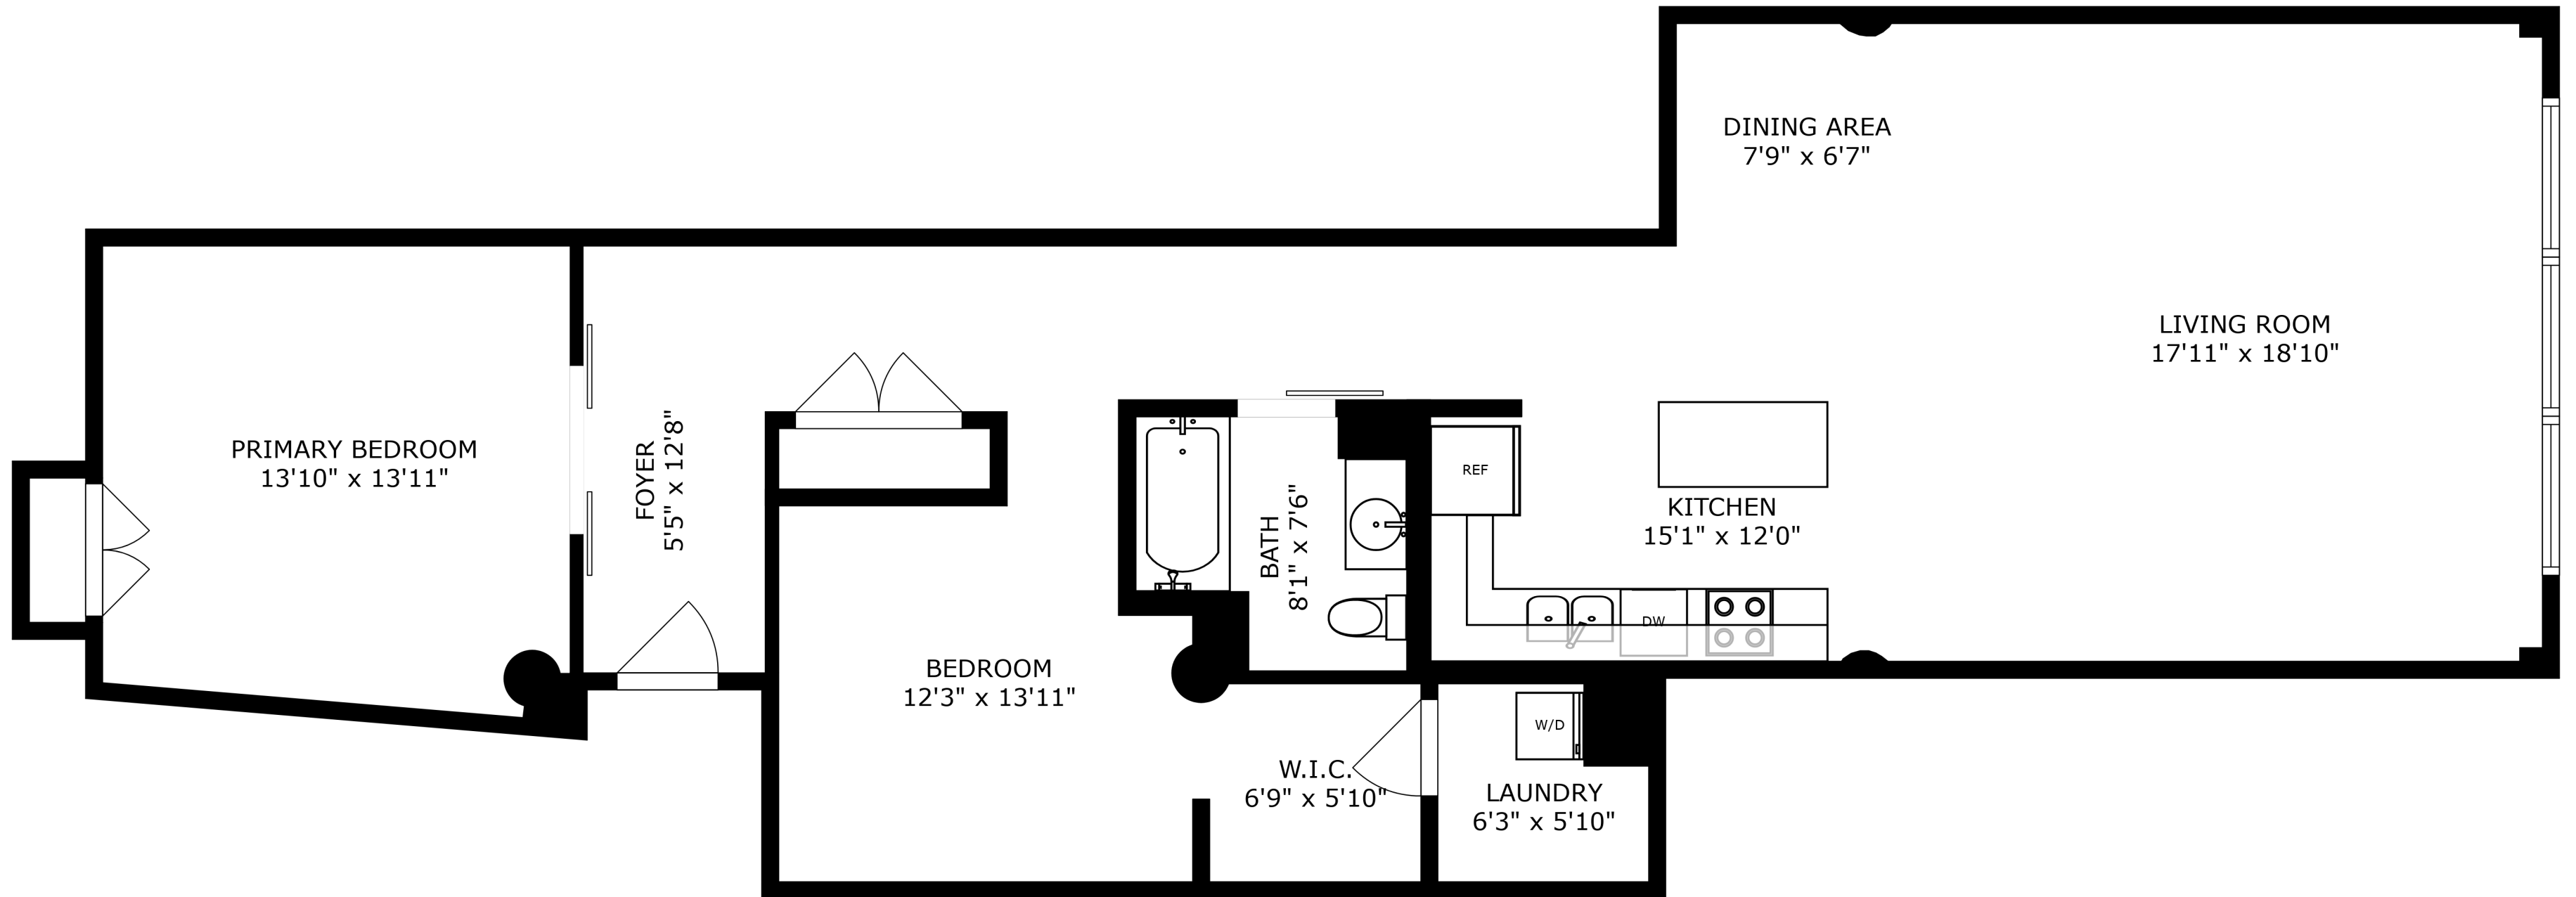 DINING AREA
7'9" x 6'7"
LIVING ROOM
17'11" x 18'10"
PRIMARY BEDROOM
13'10" x 13'11"
FOYER
5'5" x 12'8"
BATH
8'1" x 7'6"
REF
KITCHEN
15'1" x 12'0"
DW
BEDROOM
12'3" x 13'11"
W/D
W.I.C.
6'9" x 5'10"
LAUNDRY
6'3" x 5'10"